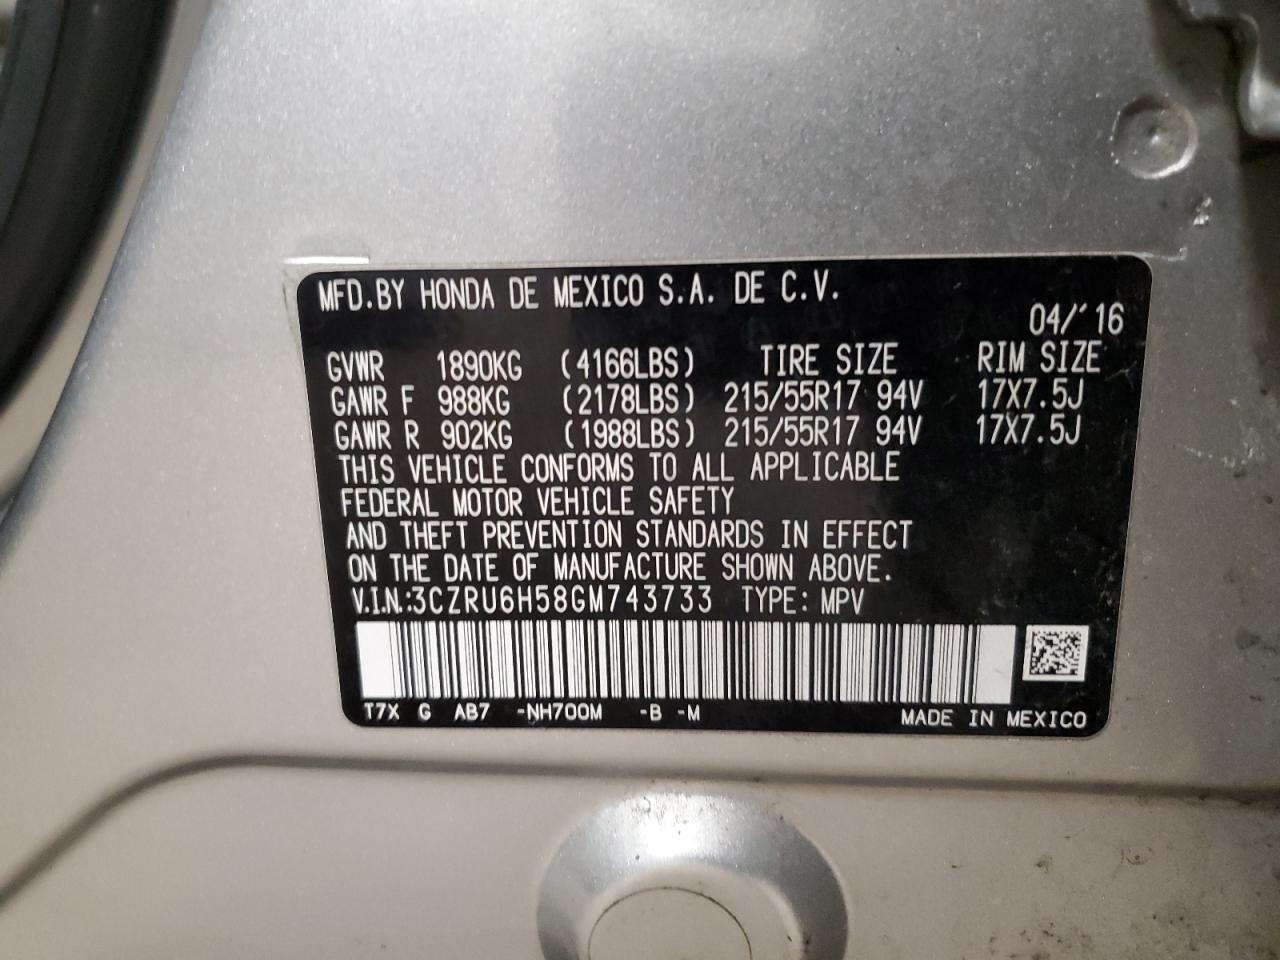 MFD.BY HONDA DE MEXICO S.A. DE C.V.
04/'16
GVWR 1890KG (4166LBS) TIRE SIZE RIM SIZE
GAWR F 988KG (2178LBS) 215/55R17 94V 17X7.5J
GAWR R 902KG (1988LBS) 215/55R17 94V 17X7.5J
THIS VEHICLE CONFORMS TO ALL APPLICABLE
FEDERAL MOTOR VEHICLE SAFETY
AND THEFT PREVENTION STANDARDS IN EFFECT
ON THE DATE OF MANUFACTURE SHOWN ABOVE.
V.I.N.:3CZRU6H58GM743733 TYPE: MPV
T7X G AB7 -NH700M -B -M MADE IN MEXICO